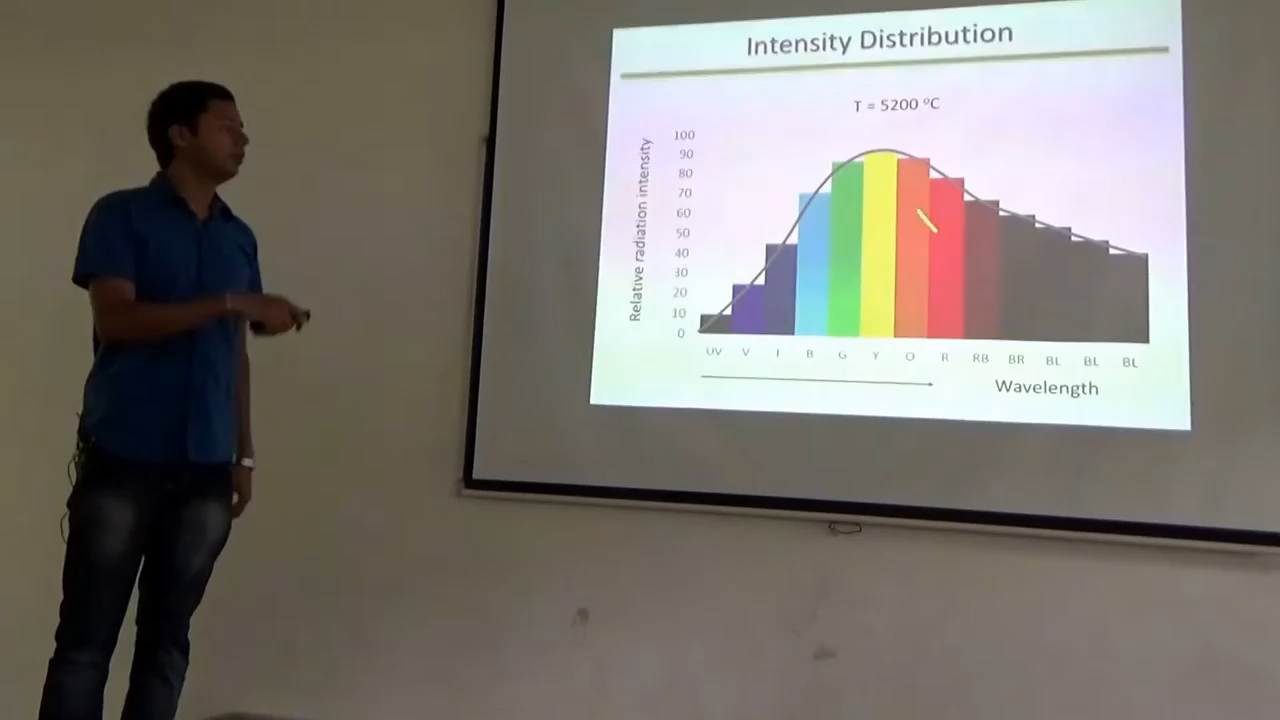 Intensity Distribution
T = 5200 °C
Relative radiation intensity
100
90
80
70
60
50
40
30
20
10
0
UV V I B G Y O R RB BR BL BL BL
Wavelength